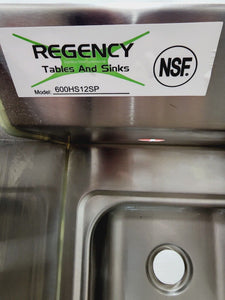 REGENCY
Tables And Sinks
Model: 600HS12SP
NSF.